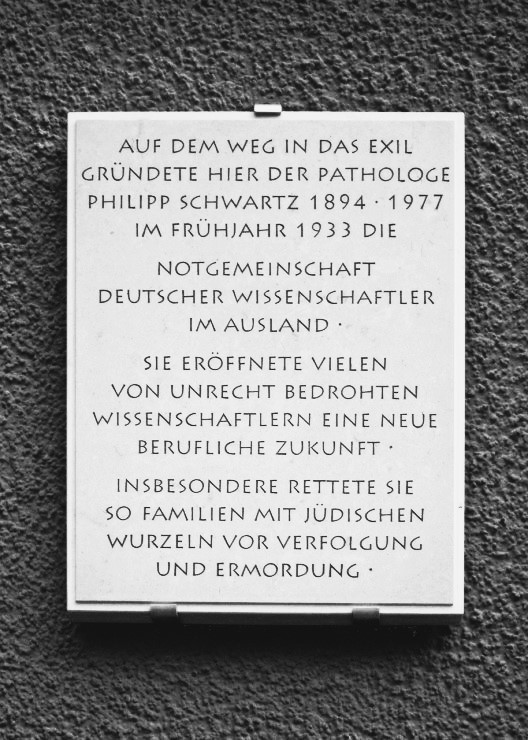 AUF DEM WEG IN DAS EXIL
GRÜNDETE HIER DER PATHOLOGE
PHILIPP SCHWARTZ 1894 · 1977
IM FRÜHJAHR 1933 DIE
NOTGEMEINSCHAFT
DEUTSCHER WISSENSCHAFTLER
IM AUSLAND ·
SIE ERÖFFNETE VIELEN
VON UNRECHT BEDROHTEN
WISSENSCHAFTLERN EINE NEUE
BERUFLICHE ZUKUNFT ·
INSBESONDERE RETTETE SIE
SO FAMILIEN MIT JÜDISCHEN
WURZELN VOR VERFOLGUNG
UND ERMORDUNG ·